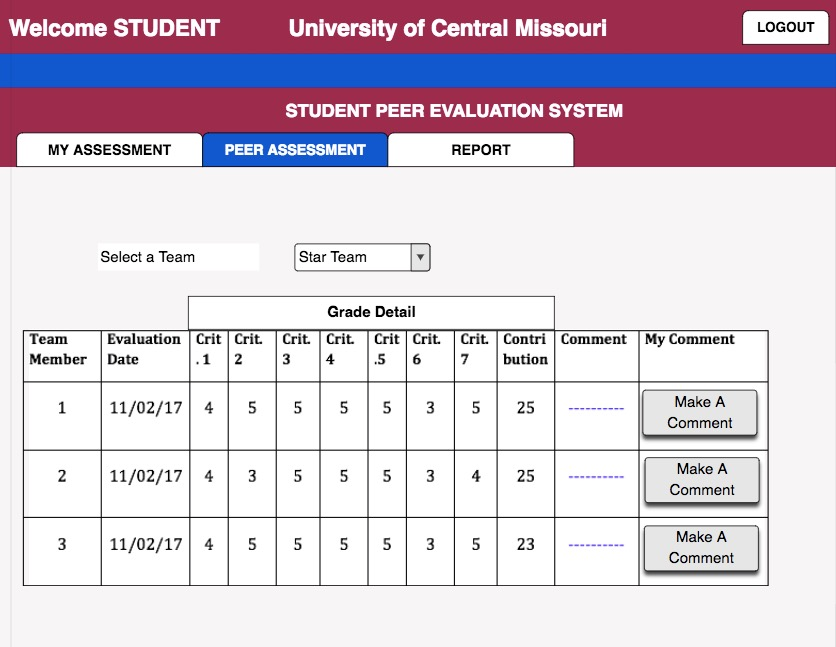 Welcome STUDENT University of Central Missouri LOGOUT
STUDENT PEER EVALUATION SYSTEM
MY ASSESSMENT PEER ASSESSMENT REPORT
Select a Team Star Team
Grade Detail
Team Evaluation Crit Crit. Crit. Crit. Crit Crit. Crit. Contri Comment My Comment
Member Date .1 2 3 4 .5 6 7 bution
1 11/02/17 4 5 5 5 5 3 5 25 ---------- Make A
Comment
2 11/02/17 4 3 5 5 5 3 4 25 ---------- Make A
Comment
3 11/02/17 4 5 5 5 5 3 5 23 ---------- Make A
Comment